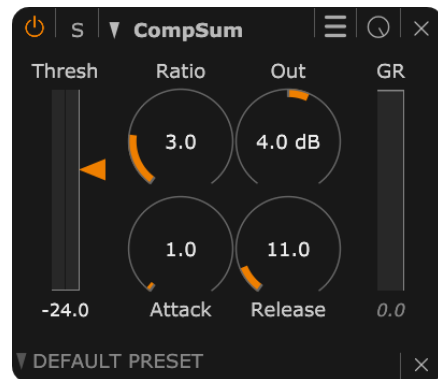 S CompSum
Thresh Ratio Out GR
3.0 4.0 dB
1.0 11.0
-24.0 Attack Release 0.0
DEFAULT PRESET